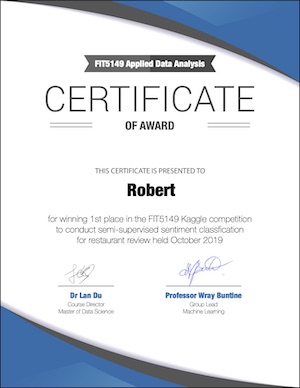 FIT5149 Applied Data Analysis
CERTIFICATE
OF AWARD
THIS CERTIFICATE IS PRESENTED TO
Robert
for winning 1st place in the FIT5149 Kaggle competition
to conduct semi-supervised sentiment classfication
for restaurant review held October 2019
Dr Lan Du
Course Director
Master of Data Science
Professor Wray Buntine
Group Lead
Machine Learning